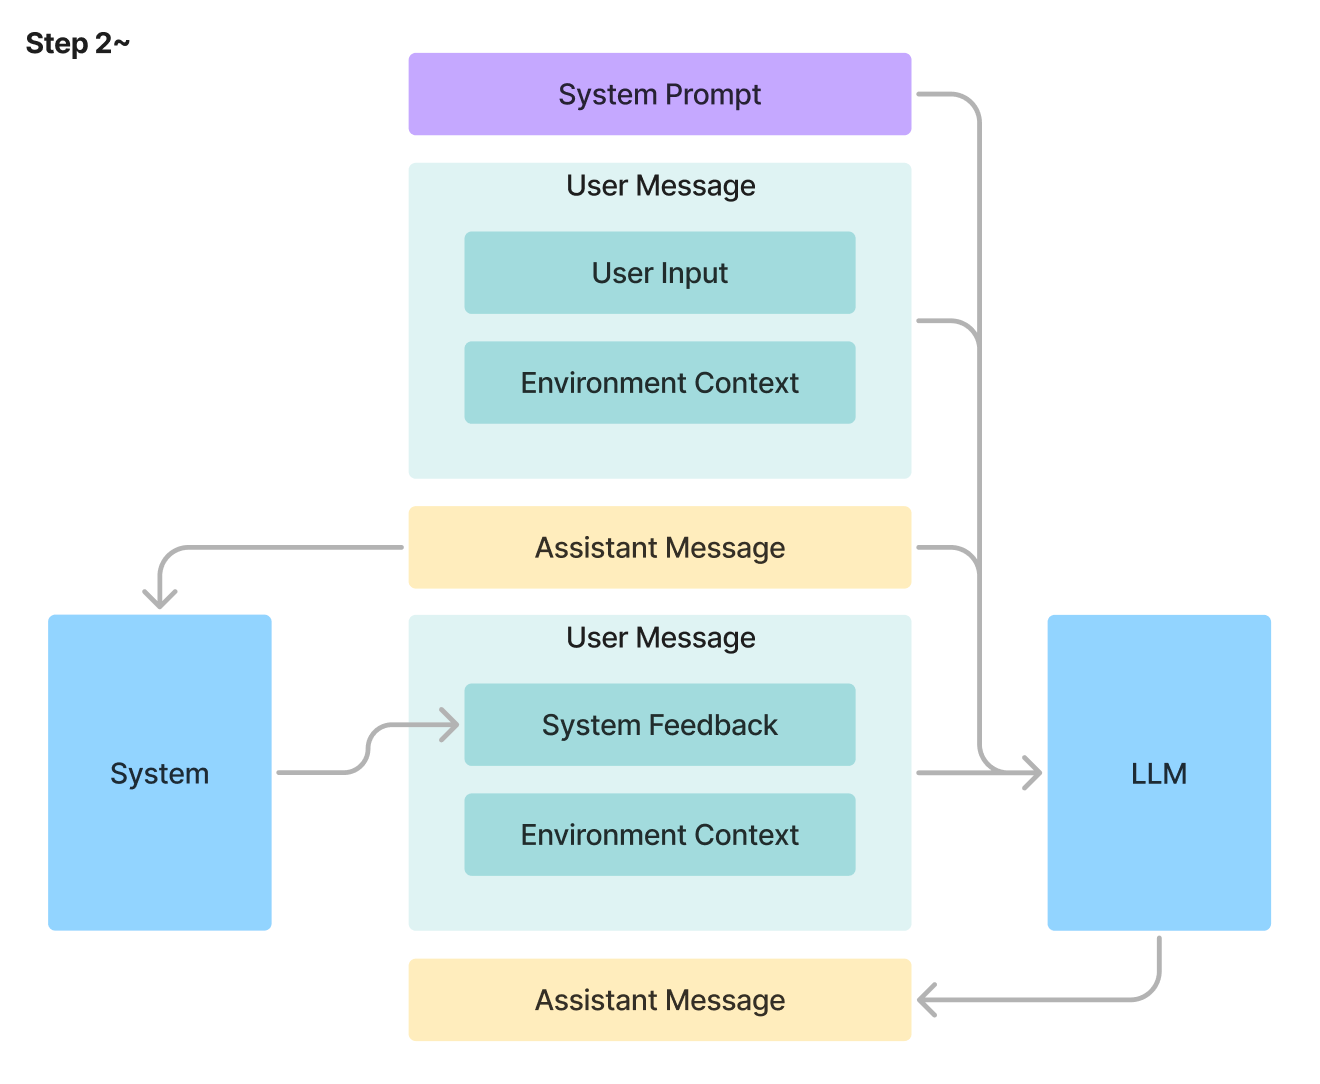 Step 2~
System Prompt
User Message
User Input
Environment Context
Assistant Message
User Message
System Feedback
System
LLM
Environment Context
Assistant Message